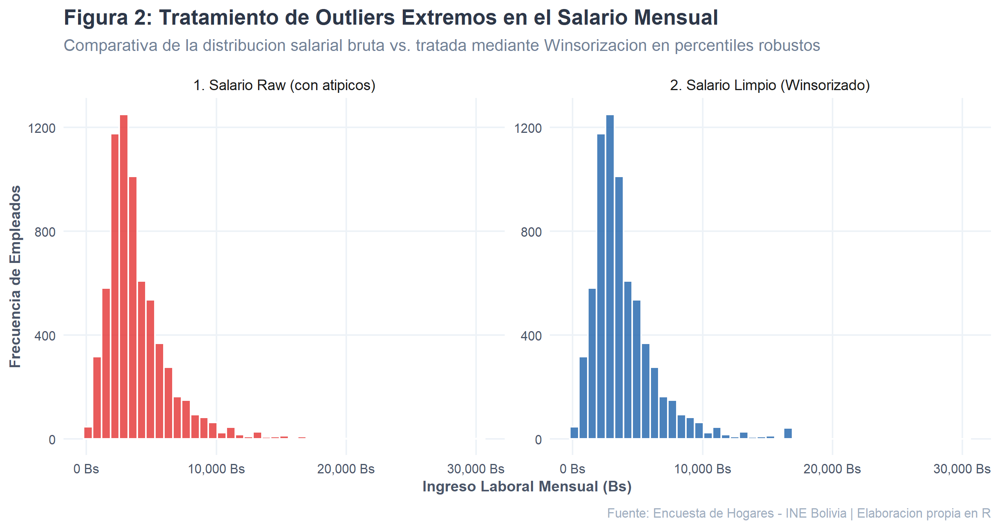 Figura 2: Tratamiento de Outliers Extremos en el Salario Mensual
Comparativa de la distribucion salarial bruta vs. tratada mediante Winsorizacion en percentiles robustos
1. Salario Raw (con atipicos)
2. Salario Limpio (Winsorizado)
Frecuencia de Empleados
1200
800
400
0
1200
800
400
0
0 Bs
10,000 Bs
20,000 Bs
30,000 Bs
0 Bs
10,000 Bs
20,000 Bs
30,000 Bs
Ingreso Laboral Mensual (Bs)
Fuente: Encuesta de Hogares - INE Bolivia | Elaboracion propia en R